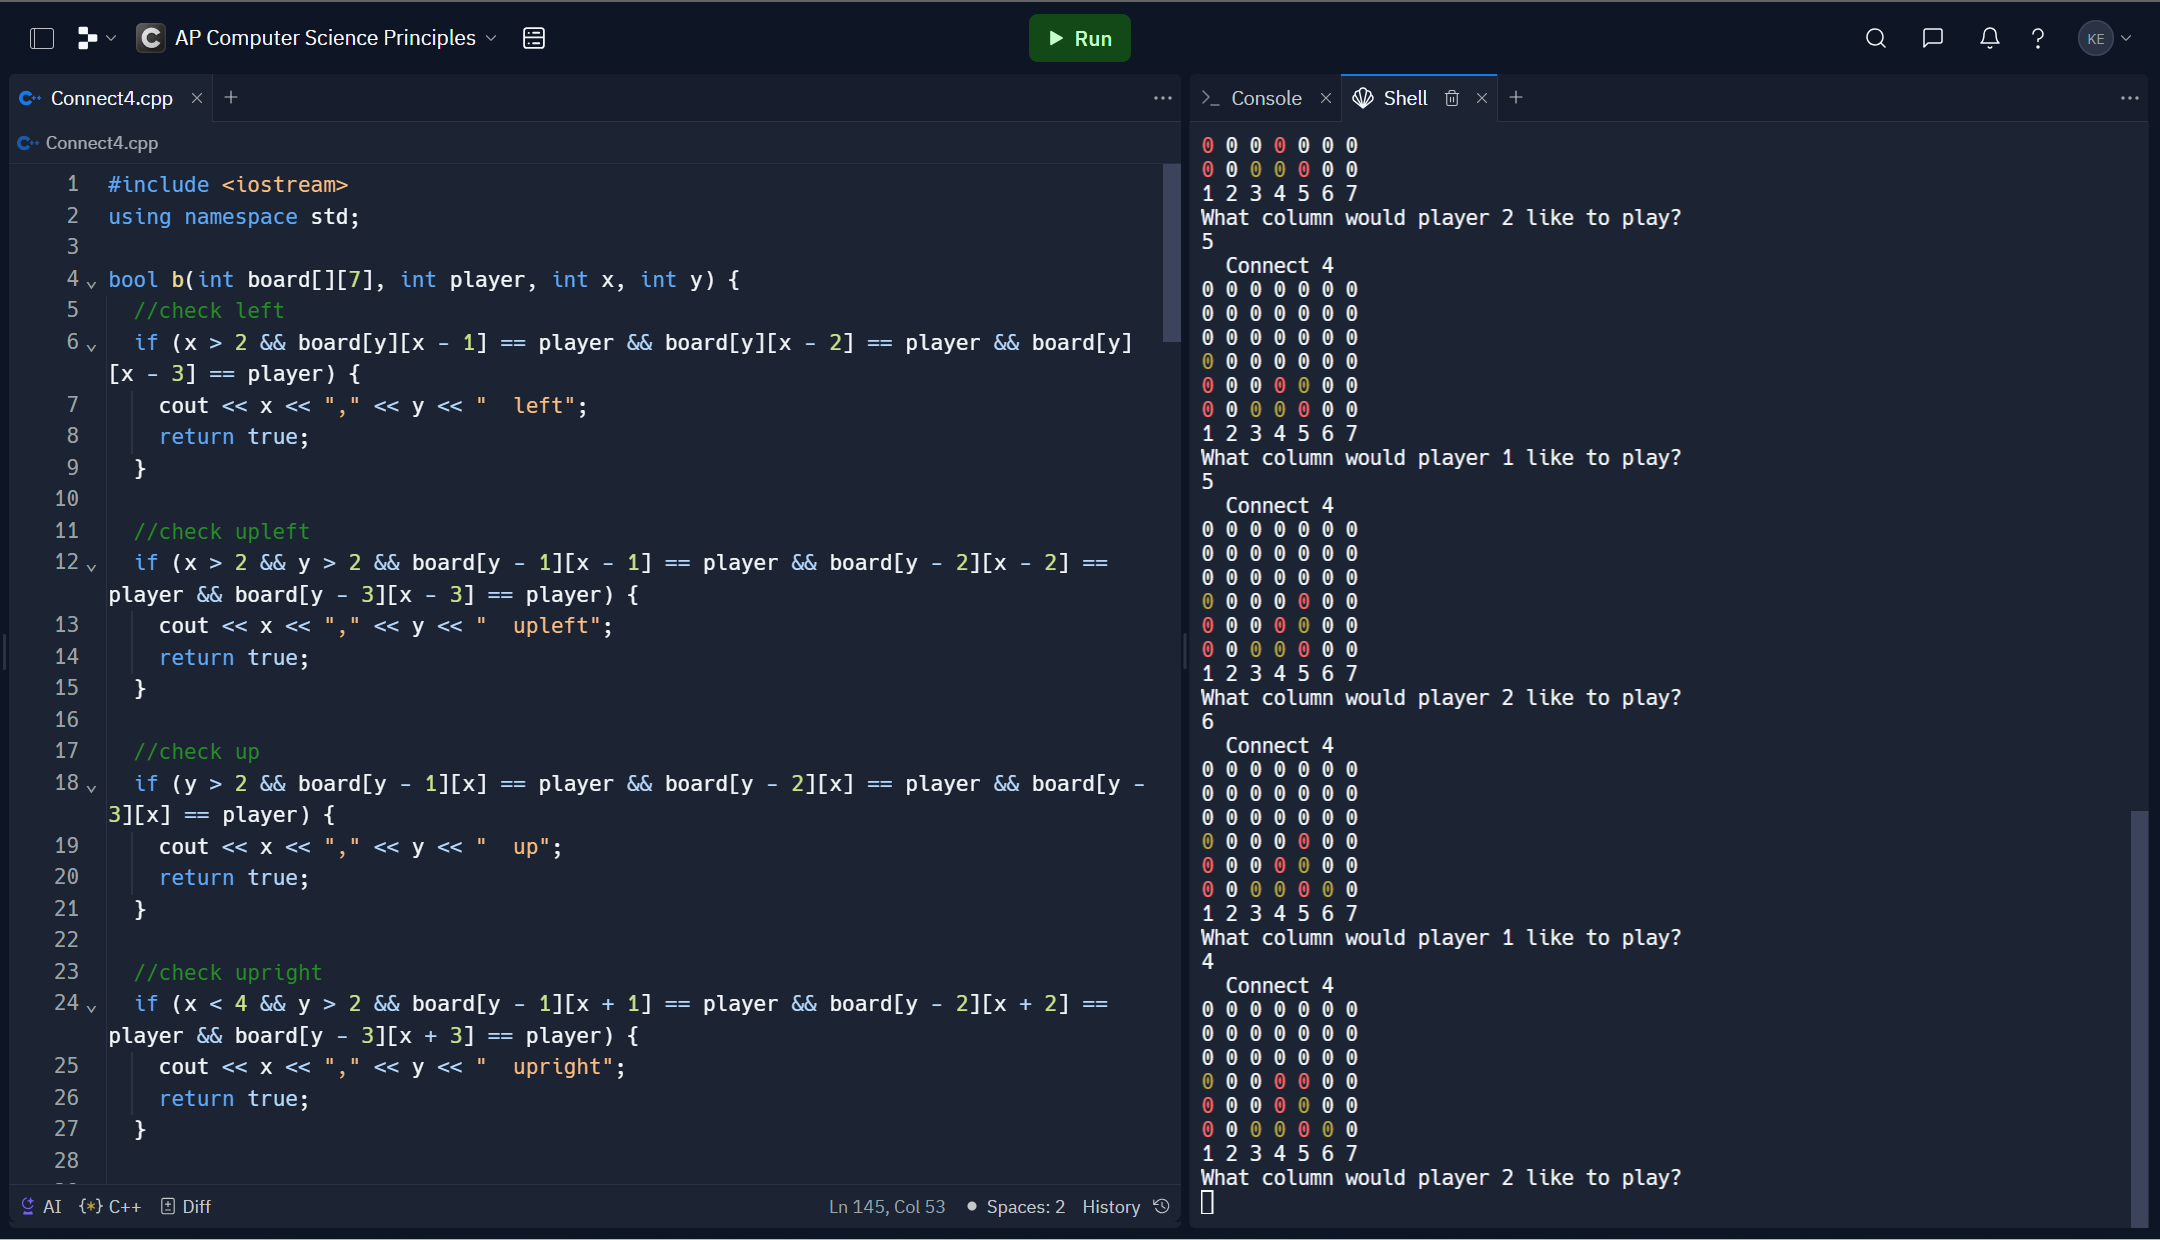 AP Computer Science Principles
Run
KE
Connect4.cpp
Connect4.cpp
1 #include <iostream>
2 using namespace std;
3
4 bool b(int board[][7], int player, int x, int y) {
5 //check left
6 if (x > 2 && board[y][x - 1] == player && board[y][x - 2] == player && board[y]
[x - 3] == player) {
7 cout << x << "," << y << "  left";
8 return true;
9 }
10
11 //check upleft
12 if (x > 2 && y > 2 && board[y - 1][x - 1] == player && board[y - 2][x - 2] ==
player && board[y - 3][x - 3] == player) {
13 cout << x << "," << y << "  upleft";
14 return true;
15 }
16
17 //check up
18 if (y > 2 && board[y - 1][x] == player && board[y - 2][x] == player && board[y -
3][x] == player) {
19 cout << x << "," << y << "  up";
20 return true;
21 }
22
23 //check upright
24 if (x < 4 && y > 2 && board[y - 1][x + 1] == player && board[y - 2][x + 2] ==
player && board[y - 3][x + 3] == player) {
25 cout << x << "," << y << "  upright";
26 return true;
27 }
28
AI {*} C++ Diff
Ln 145, Col 53 Spaces: 2 History
Console
Shell
0 0 0 0 0 0 0
0 0 0 0 0 0 0
1 2 3 4 5 6 7
What column would player 2 like to play?
5
Connect 4
0 0 0 0 0 0 0
0 0 0 0 0 0 0
0 0 0 0 0 0 0
0 0 0 0 0 0 0
0 0 0 0 0 0 0
0 0 0 0 0 0 0
1 2 3 4 5 6 7
What column would player 1 like to play?
5
Connect 4
0 0 0 0 0 0 0
0 0 0 0 0 0 0
0 0 0 0 0 0 0
0 0 0 0 0 0 0
0 0 0 0 0 0 0
0 0 0 0 0 0 0
1 2 3 4 5 6 7
What column would player 2 like to play?
6
Connect 4
0 0 0 0 0 0 0
0 0 0 0 0 0 0
0 0 0 0 0 0 0
0 0 0 0 0 0 0
0 0 0 0 0 0 0
0 0 0 0 0 0 0
1 2 3 4 5 6 7
What column would player 1 like to play?
4
Connect 4
0 0 0 0 0 0 0
0 0 0 0 0 0 0
0 0 0 0 0 0 0
0 0 0 0 0 0 0
0 0 0 0 0 0 0
0 0 0 0 0 0 0
1 2 3 4 5 6 7
What column would player 2 like to play?